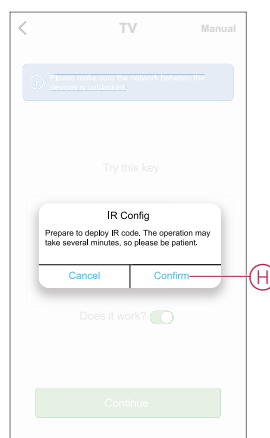 TV Manual
Please make sure the network between the
devices is unblocked.
Try this key
IR Config
Prepare to deploy IR code. The operation may
take several minutes, so please be patient.
Cancel Confirm
H
Does it work?
Continue